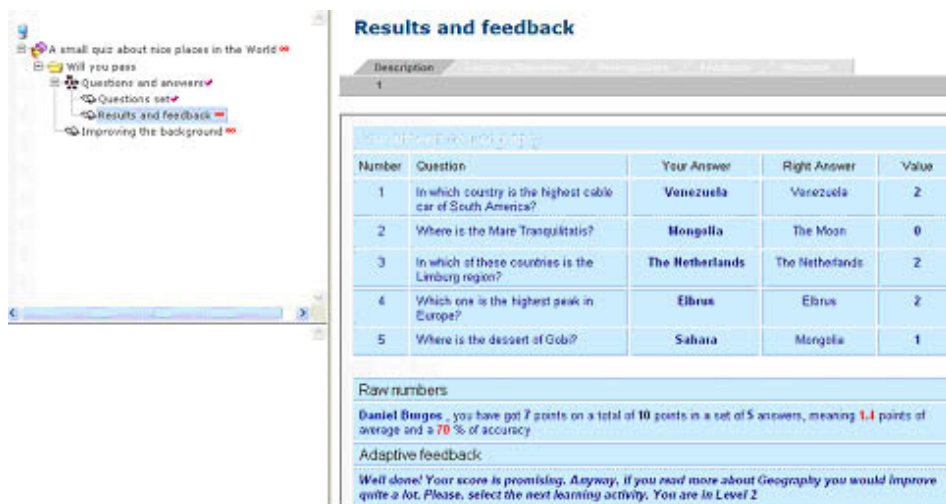 A small quiz about nice places in the World
Will you pass
Questions and answers
Questions set
Results and feedback
Improving the background
Results and feedback
Description
1
Number Question Your Answer Right Answer Value
1 In which country is the highest cable Venezuela Venezuela 2
car of South America?
2 Where is the Mare Tranquilitatis? Mongolia The Moon 0
3 In which of these countries is the The Netherlands The Netherlands 2
Limburg region?
4 Which one is the highest peak in Elbrus Elbrus 2
Europe?
5 Where is the dessert of Gobi? Sahara Mongolia 1
Raw numbers
Daniel Burgos , you have got 7 points on a total of 10 points in a set of 5 answers, meaning 1.4 points of
average and a 70 % of accuracy
Adaptive feedback
Well done! Your score is promising. Anyway, if you read more about Geography you would improve
quite a lot. Please, select the next learning activity. You are in Level 2